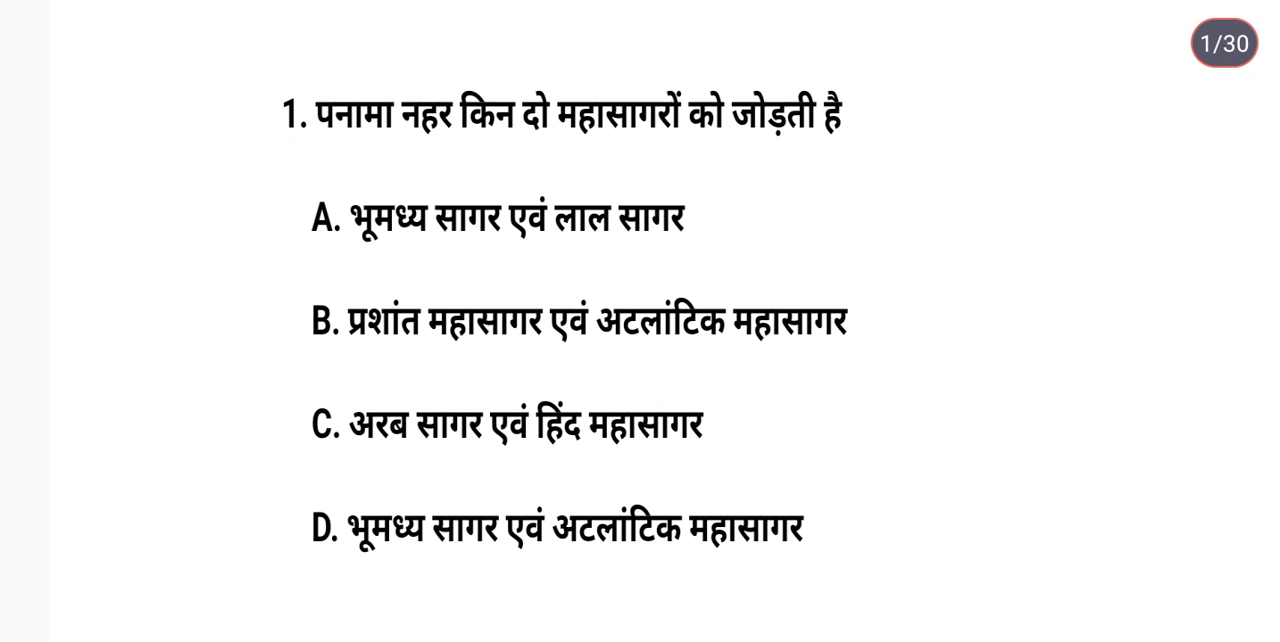 1/30
1. पनामा नहर किन दो महासागरों को जोड़ती है
A. भूमध्य सागर एवं लाल सागर
B. प्रशांत महासागर एवं अटलांटिक महासागर
C. अरब सागर एवं हिंद महासागर
D. भूमध्य सागर एवं अटलांटिक महासागर